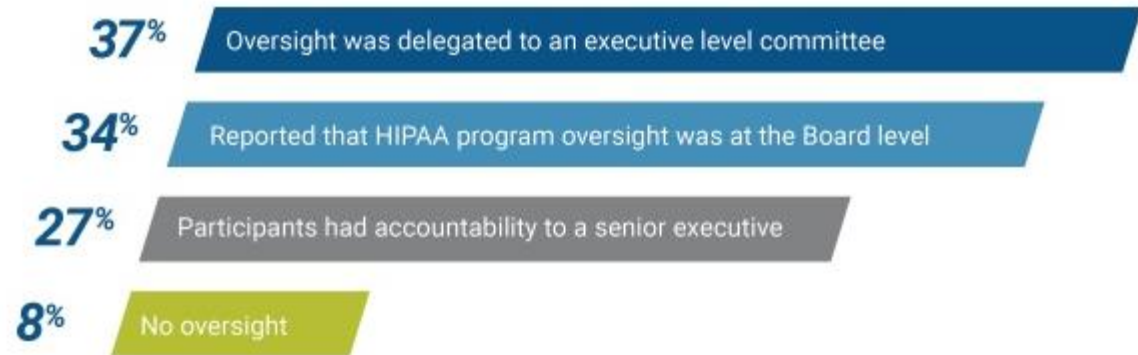 37% Oversight was delegated to an executive level committee
34% Reported that HIPAA program oversight was at the Board level
27% Participants had accountability to a senior executive
8% No oversight